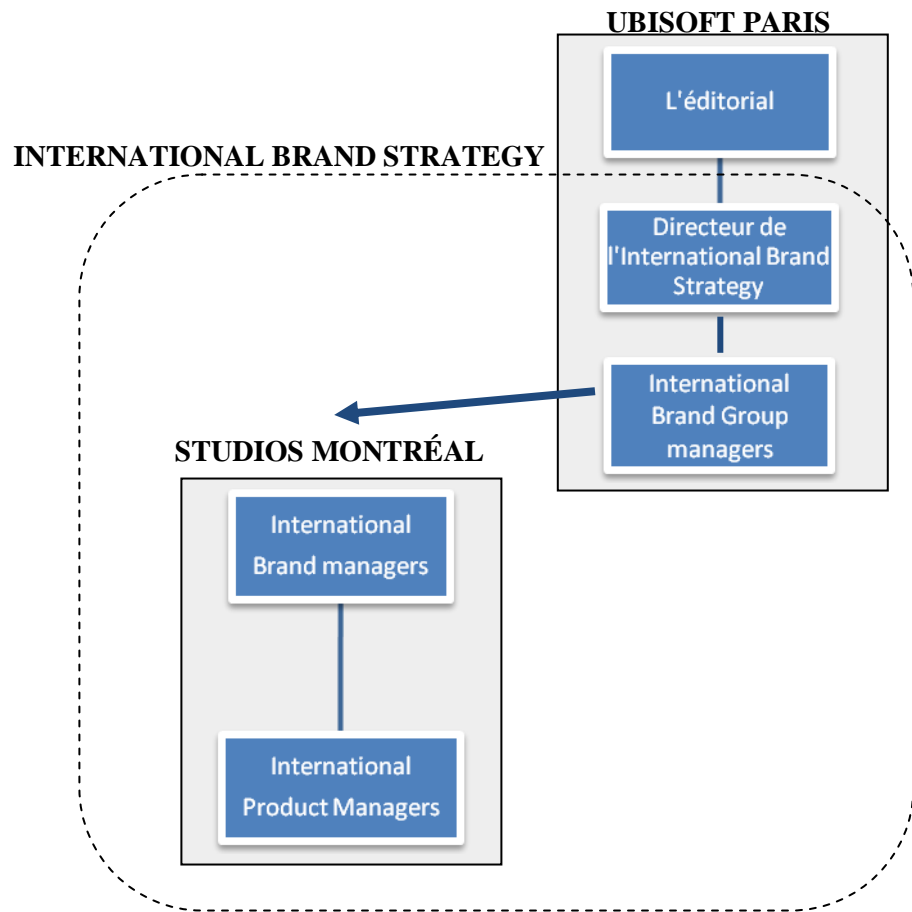 UBISOFT PARIS
L'éditorial
INTERNATIONAL BRAND STRATEGY
Directeur de
l'International Brand
Strategy
International
Brand Group
managers
STUDIOS MONTRÉAL
International
Brand managers
International
Product Managers